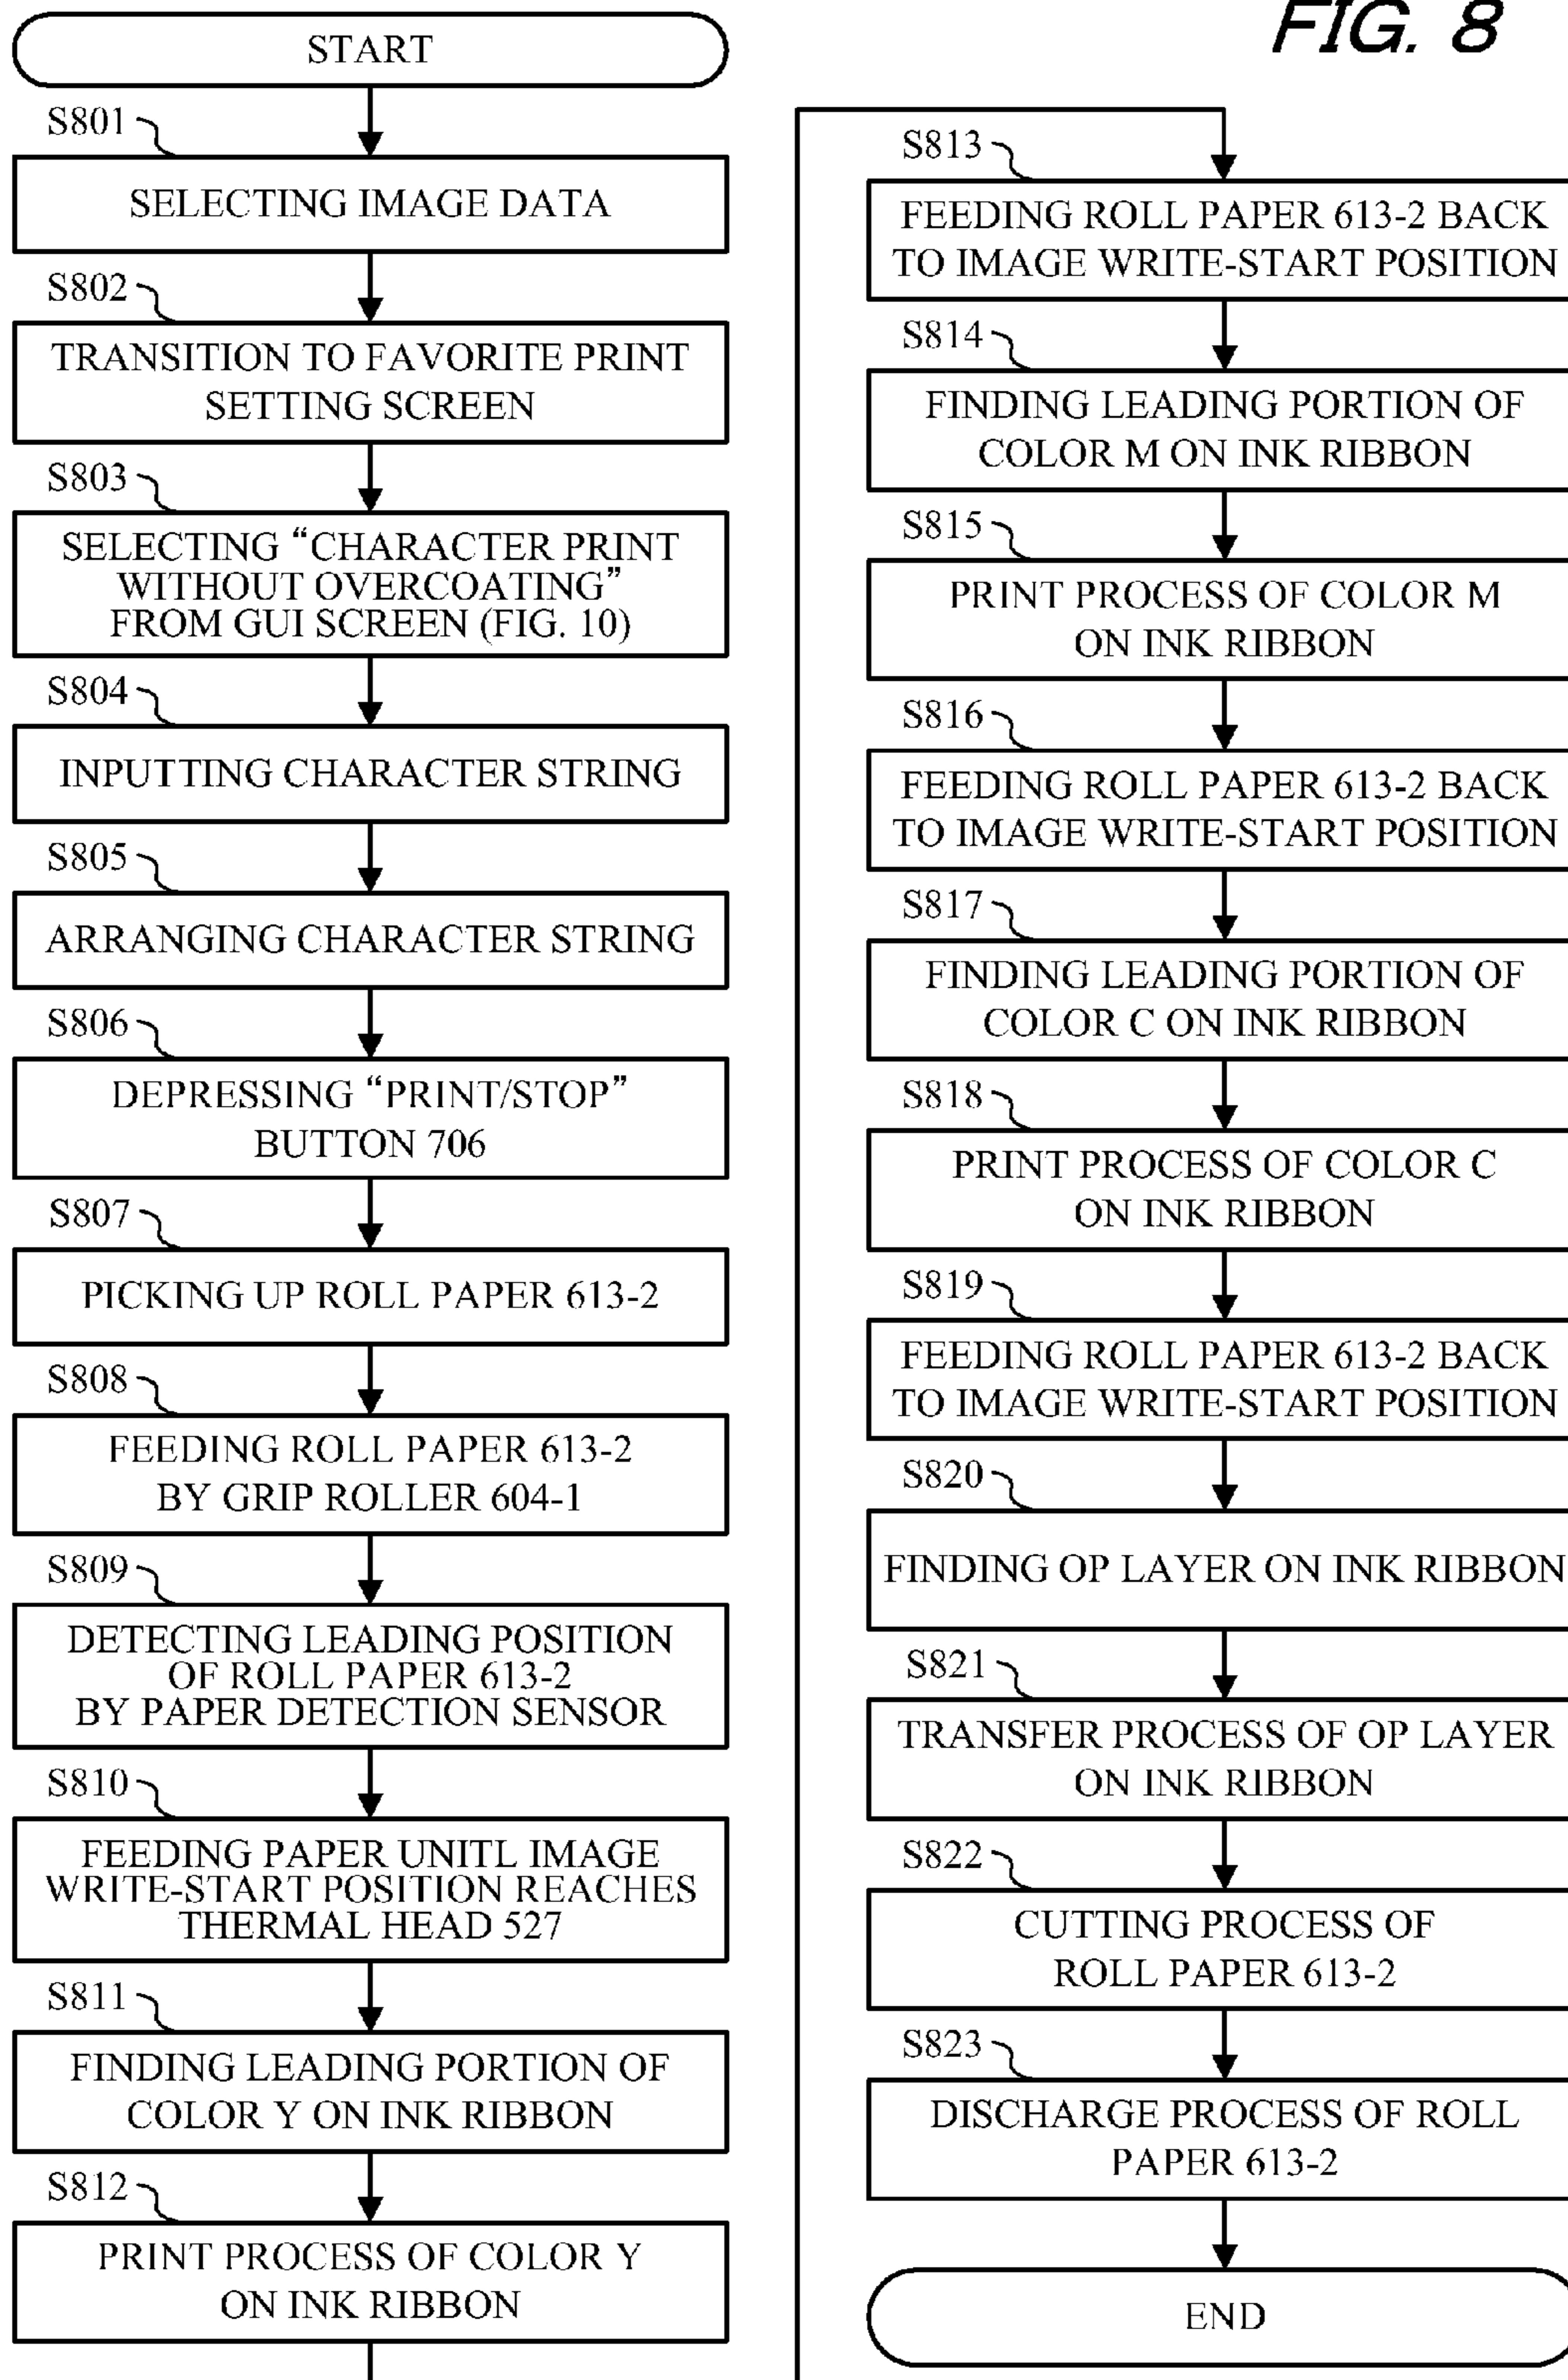 FIG. 8
START
S801
SELECTING IMAGE DATA
S802
TRANSITION TO FAVORITE PRINT
SETTING SCREEN
S803
SELECTING “CHARACTER PRINT
WITHOUT OVERCOATING”
FROM GUI SCREEN (FIG. 10)
S804
INPUTTING CHARACTER STRING
S805
ARRANGING CHARACTER STRING
S806
DEPRESSING “PRINT/STOP”
BUTTON 706
S807
PICKING UP ROLL PAPER 613-2
S808
FEEDING ROLL PAPER 613-2
BY GRIP ROLLER 604-1
S809
DETECTING LEADING POSITION
OF ROLL PAPER 613-2
BY PAPER DETECTION SENSOR
S810
FEEDING PAPER UNITL IMAGE
WRITE-START POSITION REACHES
THERMAL HEAD 527
S811
FINDING LEADING PORTION OF
COLOR Y ON INK RIBBON
S812
PRINT PROCESS OF COLOR Y
ON INK RIBBON
S813
FEEDING ROLL PAPER 613-2 BACK
TO IMAGE WRITE-START POSITION
S814
FINDING LEADING PORTION OF
COLOR M ON INK RIBBON
S815
PRINT PROCESS OF COLOR M
ON INK RIBBON
S816
FEEDING ROLL PAPER 613-2 BACK
TO IMAGE WRITE-START POSITION
S817
FINDING LEADING PORTION OF
COLOR C ON INK RIBBON
S818
PRINT PROCESS OF COLOR C
ON INK RIBBON
S819
FEEDING ROLL PAPER 613-2 BACK
TO IMAGE WRITE-START POSITION
S820
FINDING OP LAYER ON INK RIBBON
S821
TRANSFER PROCESS OF OP LAYER
ON INK RIBBON
S822
CUTTING PROCESS OF
ROLL PAPER 613-2
S823
DISCHARGE PROCESS OF ROLL
PAPER 613-2
END